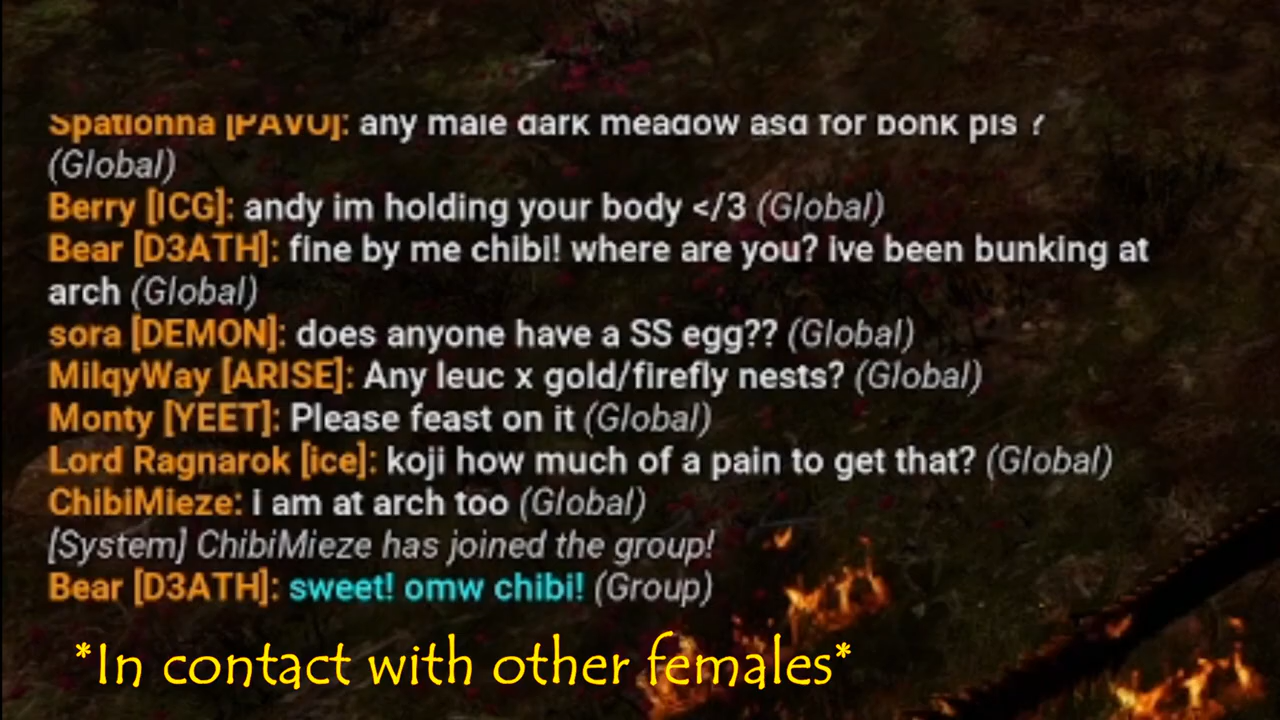 Spationna [PAVO]: any male dark meadow asd for bonk pls ?
(Global)
Berry [ICG]: andy im holding your body </3 (Global)
Bear [D3ATH]: fine by me chibi! where are you? ive been bunking at
arch (Global)
sora [DEMON]: does anyone have a SS egg?? (Global)
MilqyWay [ARISE]: Any leuc x gold/firefly nests? (Global)
Monty [YEET]: Please feast on it (Global)
Lord Ragnarok [ice]: koji how much of a pain to get that? (Global)
ChibiMieze: i am at arch too (Global)
[System] ChibiMieze has joined the group!
Bear [D3ATH]: sweet! omw chibi! (Group)
*In contact with other females*